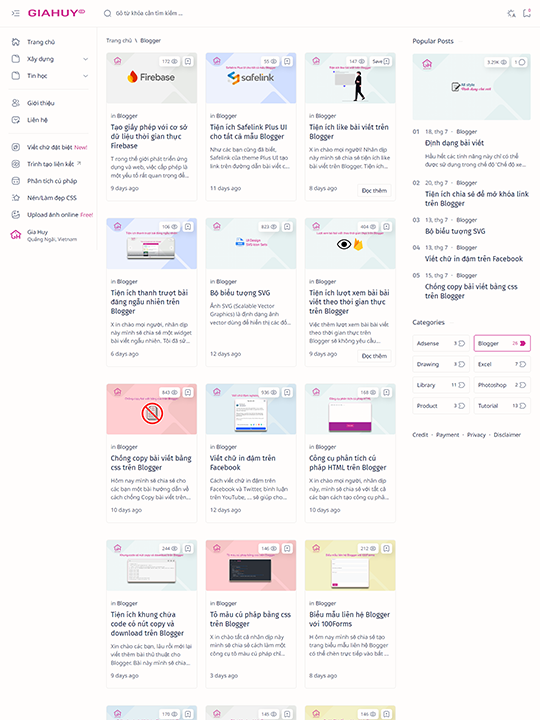 GIAHUY
Gõ từ khóa cần tìm kiếm ...
Trang chủ
Xây dựng
Tin học
Giới thiệu
Liên hệ
Viết chữ đặt biệt New!
Trình tạo liên kết
Phân tích cú pháp
Nén/Làm đẹp CSS
Upload ảnh online Free!
Gia Huy
Quảng Ngãi, Vietnam
Trang chủ \ Blogger
172
Firebase
in Blogger
Tạo giấy phép với cơ sở
dữ liệu thời gian thực
Firebase
T rong thế giới phát triển ứng
dụng và web, việc cấp phép là
một yếu tố rất quan trọng để...
9 days ago
55
safelink
in Blogger
Tiện ích Safelink Plus UI
cho tất cả mẫu Blogger
Như các bạn cũng đã biết,
Safelink của theme Plus UI tạo
link trên đường dẫn bài viết c...
11 days ago
147
Save
in Blogger
Tiện ích like bài viết trên
Blogger
X in chào mọi người! Nhân dịp
này mình sẽ chia sẻ tiện ích like
bài viết trên Blogger. Tiện ích...
8 days ago
Đọc thêm
106
in Blogger
Tiện ích thanh trượt bài
đăng ngẫu nhiên trên
Blogger
X in chào mọi người, nhân dịp
này mình sẽ chia sẻ một widget
bài viết ngẫu nhiên. Tôi đã sử...
6 days ago
823
in Blogger
Bộ biểu tượng SVG
Ảnh SVG (Scalable Vector
Graphics) là định dạng ảnh
vector dùng để hiển thị các đồ...
12 days ago
404
in Blogger
Tiện ích lượt xem bài bài
viết theo thời gian thực
trên Blogger
Việc thêm lượt xem bài bài viết
theo thời gian thực trên
Blogger sẽ không yêu cầu...
9 days ago
Đọc thêm
843
in Blogger
Chống copy bài viết bằng
css trên Blogger
Hôm nay mình sẽ chia sẻ cho
các bạn một bài hướng dẫn về
cách chống Copy bài viết trên...
10 days ago
936
in Blogger
Viết chữ in đậm trên
Facebook
Cách viết chữ in đậm trên
Facebook và Twitter, bình luận
trên YouTube, ... sẽ giúp cho...
12 days ago
168
in Blogger
Công cụ phân tích cú
pháp HTML trên Blogger
X in chào tất cả các bạn, nhân
dịp này, mình sẽ chia sẻ với tất cả
các bạn cách tạo công cụ phâ...
10 days ago
244
in Blogger
Tiện ích khung chứa
code có nút copy và
download trên Blogger
Xin chào các bạn, lâu rồi mới lại
viết thêm bài thủ thuật cho
Blogger. Bài này mình sẽ chia...
9 days ago
146
in Blogger
Tô màu cú pháp bằng css
trên Blogger
X in chào tất cả nhân dịp này
mình sẽ chia sẻ cách làm một
công cụ tô màu cú pháp chỉ...
3 days ago
212
in Blogger
Biểu mẫu liên hệ Blogger
với 100Forms
H ôm nay mình sẽ chia sẻ tạo
trang biểu mẫu liên hệ Blogger
có thể chèn trực tiếp vào bất ...
8 days ago
170
145
146
Popular Posts
3.29K
1
All style
Định dạng bài viết
01 18, thg 7 · Blogger
Định dạng bài viết
Hầu hết các tính năng này chỉ có thể
được sử dụng trong chế độ 'Chế độ xe...
02 20, thg 7 · Blogger
Tiện ích chia sẻ để mở khóa link
trên Blogger
03 13, thg 7 · Blogger
Bộ biểu tượng SVG
04 13, thg 7 · Blogger
Viết chữ in đậm trên Facebook
05 15, thg 7 · Blogger
Chống copy bài viết bằng css
trên Blogger
Categories
Adsense 3
Blogger 28
Drawing 3
Excel 7
Library 11
Photoshop 2
Product 3
Tutorial 13
Credit · Payment · Privacy · Disclaimer